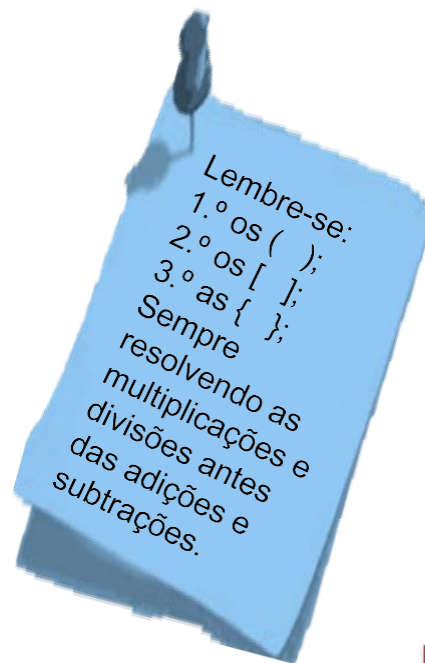 Lembre-se:
1.º os (   );
2.º os [   ];
3.º as {   };
Sempre
resolvendo as
multiplicações e
divisões antes
das adições e
subtrações.